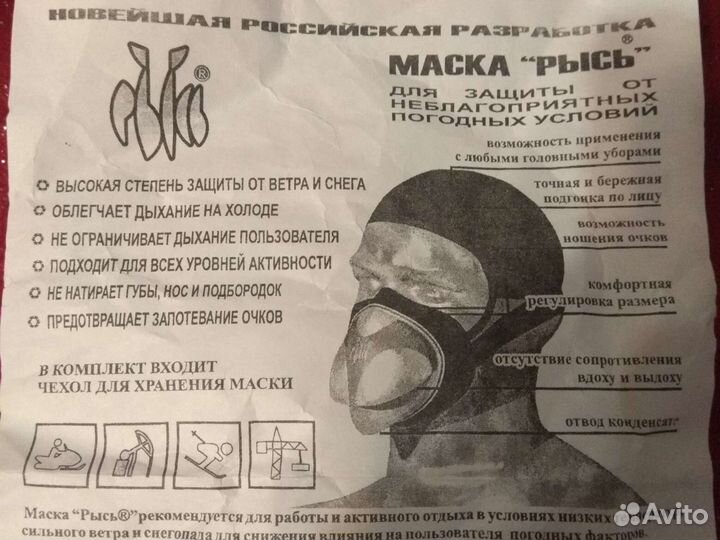 НОВЕЙШАЯ РОССИЙСКАЯ РАЗРАБОТКА
®
МАСКА "РЫСЬ"®
ДЛЯ ЗАЩИТЫ ОТ
НЕБЛАГОПРИЯТНЫХ
ПОГОДНЫХ УСЛОВИЙ
возможность применения
с любыми головными уборами
точная и бережная
подгонка по лицу
возможность
ношения очков
комфортная
регулировка размера
отсутствие сопротивления
вдоху и выдоху
отвод конденсата
ВЫСОКАЯ СТЕПЕНЬ ЗАЩИТЫ ОТ ВЕТРА И СНЕГА
ОБЛЕГЧАЕТ ДЫХАНИЕ НА ХОЛОДЕ
НЕ ОГРАНИЧИВАЕТ ДЫХАНИЕ ПОЛЬЗОВАТЕЛЯ
ПОДХОДИТ ДЛЯ ВСЕХ УРОВНЕЙ АКТИВНОСТИ
НЕ НАТИРАЕТ ГУБЫ, НОС И ПОДБОРОДОК
ПРЕДОТВРАЩАЕТ ЗАПОТЕВАНИЕ ОЧКОВ
В КОМПЛЕКТ ВХОДИТ
ЧЕХОЛ ДЛЯ ХРАНЕНИЯ МАСКИ
Маска "Рысь®" рекомендуется для работы и активного отдыха в условиях низких
сильного ветра и снегопада для снижения влияния на пользователя погодных факторов.
Avito